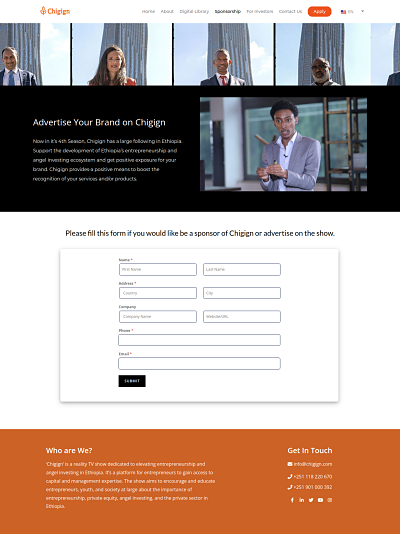 Chigign
Home About Digital Library Sponsorship For Investors Contact Us Apply EN
Advertise Your Brand on Chigign
Now in it's 4th Season, Chigign has a large following in Ethiopia
Support the development of Ethiopia's entrepreneurship and
angel investing ecosystem and get positive exposure for your
brand. Chigign provides a positive means to boost the
recognition of your services and/or products.
Please fill this form if you would like be a sponsor of Chigign or advertise on the show.
Name *
First Name Last Name
Address *
Country City
Company
Company Name Website/URL
Phone *
Email *
SUBMIT
Who are We?
'Chigign' is a reality TV show dedicated to elevating entrepreneurship and
angel investing in Ethiopia. It's a platform for entrepreneurs to gain access to
capital and management expertise. The show aims to encourage and educate
entrepreneurs, youth, and society at large about the importance of
entrepreneurship, private equity, angel investing, and the private sector in
Ethiopia.
Get In Touch
info@chigign.com
+251 118 220 670
+251 901 000 392